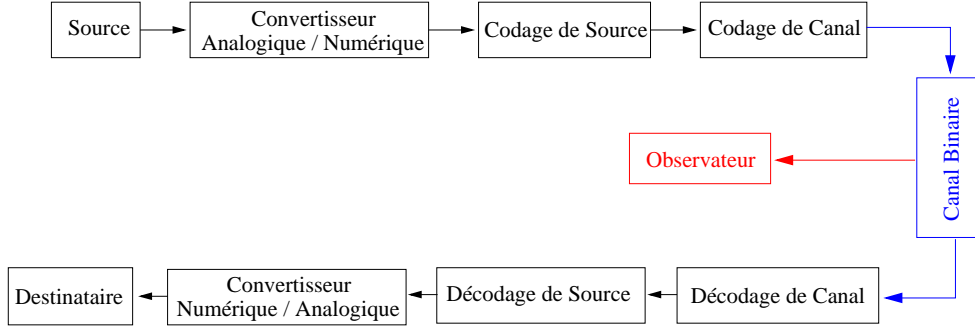 Source
Convertisseur
Analogique / Numérique
Codage de Source
Codage de Canal
Canal Binaire
Observateur
Destinataire
Convertisseur
Numérique / Analogique
Décodage de Source
Décodage de Canal